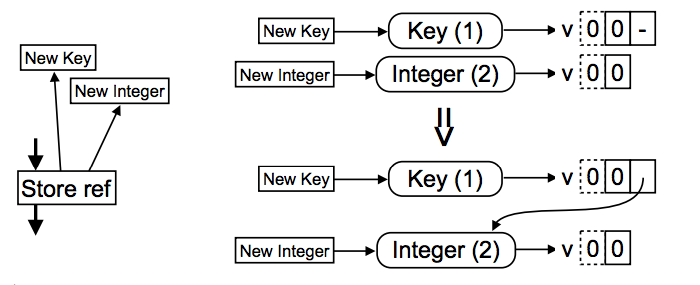 New Key
New Integer
Store ref
New Key Key (1) v 0 0 -
New Integer Integer (2) v 0 0
=>
New Key Key (1) v 0 0
New Integer Integer (2) v 0 0